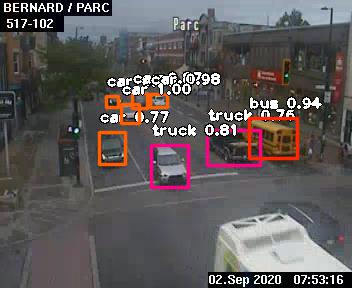 BERNARD / PARC
517-102
Parc
car 0.98
car 1.00
car 0.77
bus 0.94
truck 0.76
truck 0.81
02.Sep 2020 07:53:16